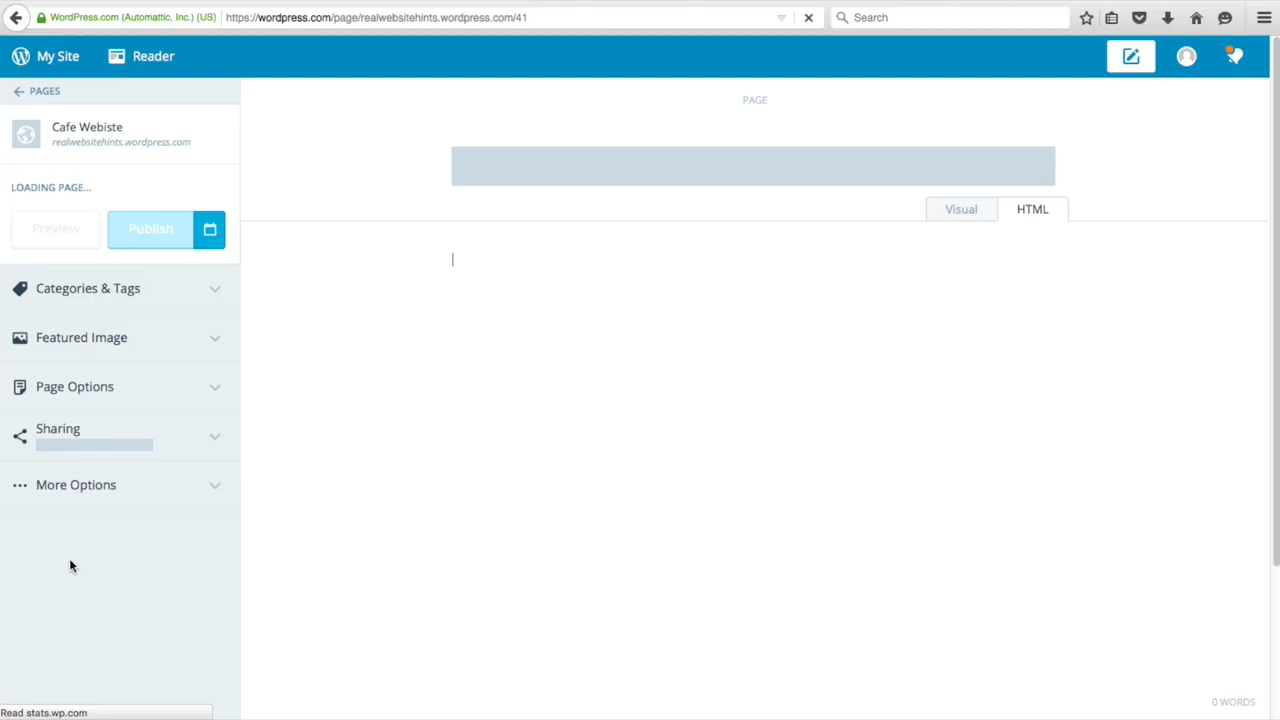 WordPress.com (Automattic, Inc.) (US)
https://wordpress.com/page/realwebsitehints.wordpress.com/41
Search
My Site
Reader
PAGES
PAGE
Cafe Webiste
realwebsitehints.wordpress.com
LOADING PAGE...
Preview
Publish
Visual
HTML
Categories & Tags
Featured Image
Page Options
Sharing
More Options
0 WORDS
Read stats.wp.com